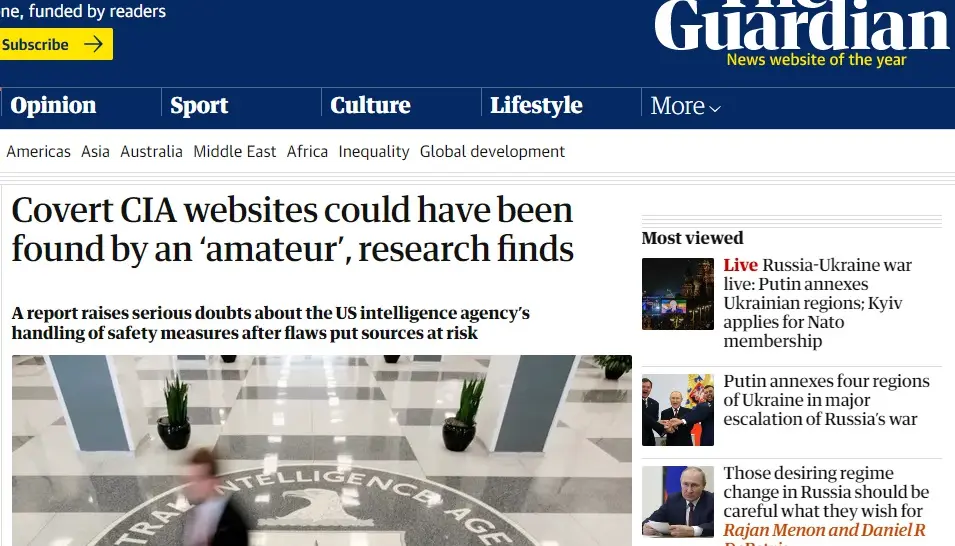 ne, funded by readers
Subscribe
The
Guardian
News website of the year
Opinion
Sport
Culture
Lifestyle
More
Americas Asia Australia Middle East Africa Inequality Global development
Covert CIA websites could have been
found by an ‘amateur’, research finds
A report raises serious doubts about the US intelligence agency’s
handling of safety measures after flaws put sources at risk
TRAL INTELLIGENCE AGE
Most viewed
Live Russia-Ukraine war
live: Putin annexes
Ukrainian regions; Kyiv
applies for Nato
membership
Putin annexes four regions
of Ukraine in major
escalation of Russia’s war
Those desiring regime
change in Russia should be
careful what they wish for
Rajan Menon and Daniel R